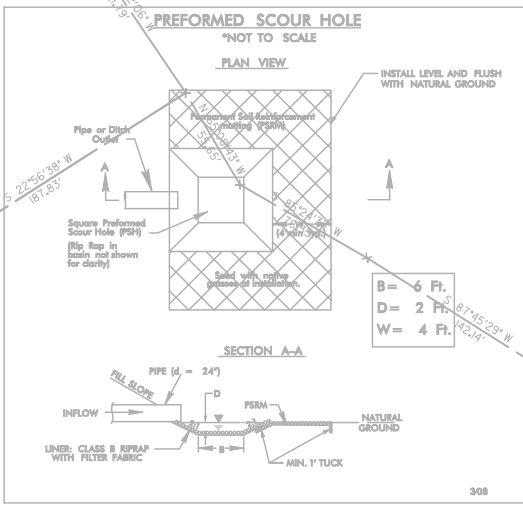 PREFORMED SCOUR HOLE
*NOT TO SCALE
PLAN VIEW
INSTALL LEVEL AND FLUSH
WITH NATURAL GROUND
Permanent Soil Reinforcement
matting (PSRM)
Pipe or Ditch
Outlet
A
A
S 22°56'38" W
187.83'
55.65'
Square Preformed
Scour Hole (PSH)
(Rip Rap in
basin not shown
for clarity)
(4' min
Seed with native
grasses at installation.
B= 6 Ft.
D= 2 Ft.
W= 4 Ft.
S 87°45'29" W
142.14'
SECTION A-A
PIPE (d = 24")
FILL SLOPE
D
INFLOW
PSRM
NATURAL
GROUND
LINER: CLASS B RIPRAP
WITH FILTER FABRIC
B
MIN. 1' TUCK
3/08